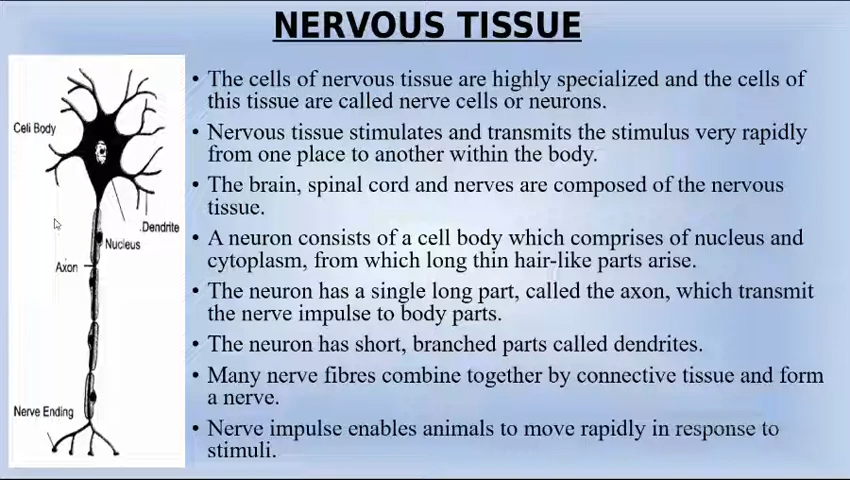 NERVOUS TISSUE
Cell Body
Dendrite
Nucleus
Axon
Nerve Ending
• The cells of nervous tissue are highly specialized and the cells of
this tissue are called nerve cells or neurons.
• Nervous tissue stimulates and transmits the stimulus very rapidly
from one place to another within the body.
• The brain, spinal cord and nerves are composed of the nervous
tissue.
• A neuron consists of a cell body which comprises of nucleus and
cytoplasm, from which long thin hair-like parts arise.
• The neuron has a single long part, called the axon, which transmit
the nerve impulse to body parts.
• The neuron has short, branched parts called dendrites.
• Many nerve fibres combine together by connective tissue and form
a nerve.
• Nerve impulse enables animals to move rapidly in response to
stimuli.